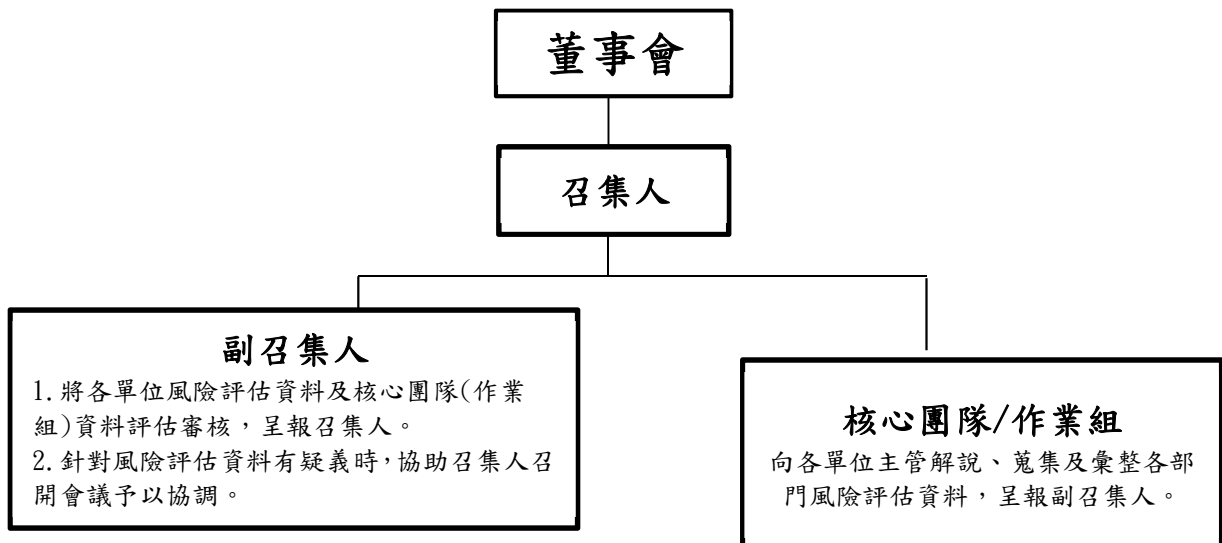 董事會
召集人
副召集人
1. 將各單位風險評估資料及核心團隊(作業
組)資料評估審核，呈報召集人。
2. 針對風險評估資料有疑義時，協助召集人召
開會議予以協調。
核心團隊/作業組
向各單位主管解說、蒐集及彙整各部
門風險評估資料，呈報副召集人。